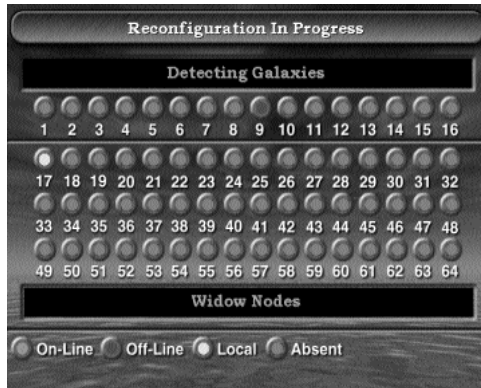 Reconfiguration In Progress
Detecting Galaxies
1 2 3 4 5 6 7 8 9 10 11 12 13 14 15 16
17 18 19 20 21 22 23 24 25 26 27 28 29 30 31 32
33 34 35 36 37 38 39 40 41 42 43 44 45 46 47 48
49 50 51 52 53 54 55 56 57 58 59 60 61 62 63 64
Widow Nodes
On-Line Off-Line Local Absent